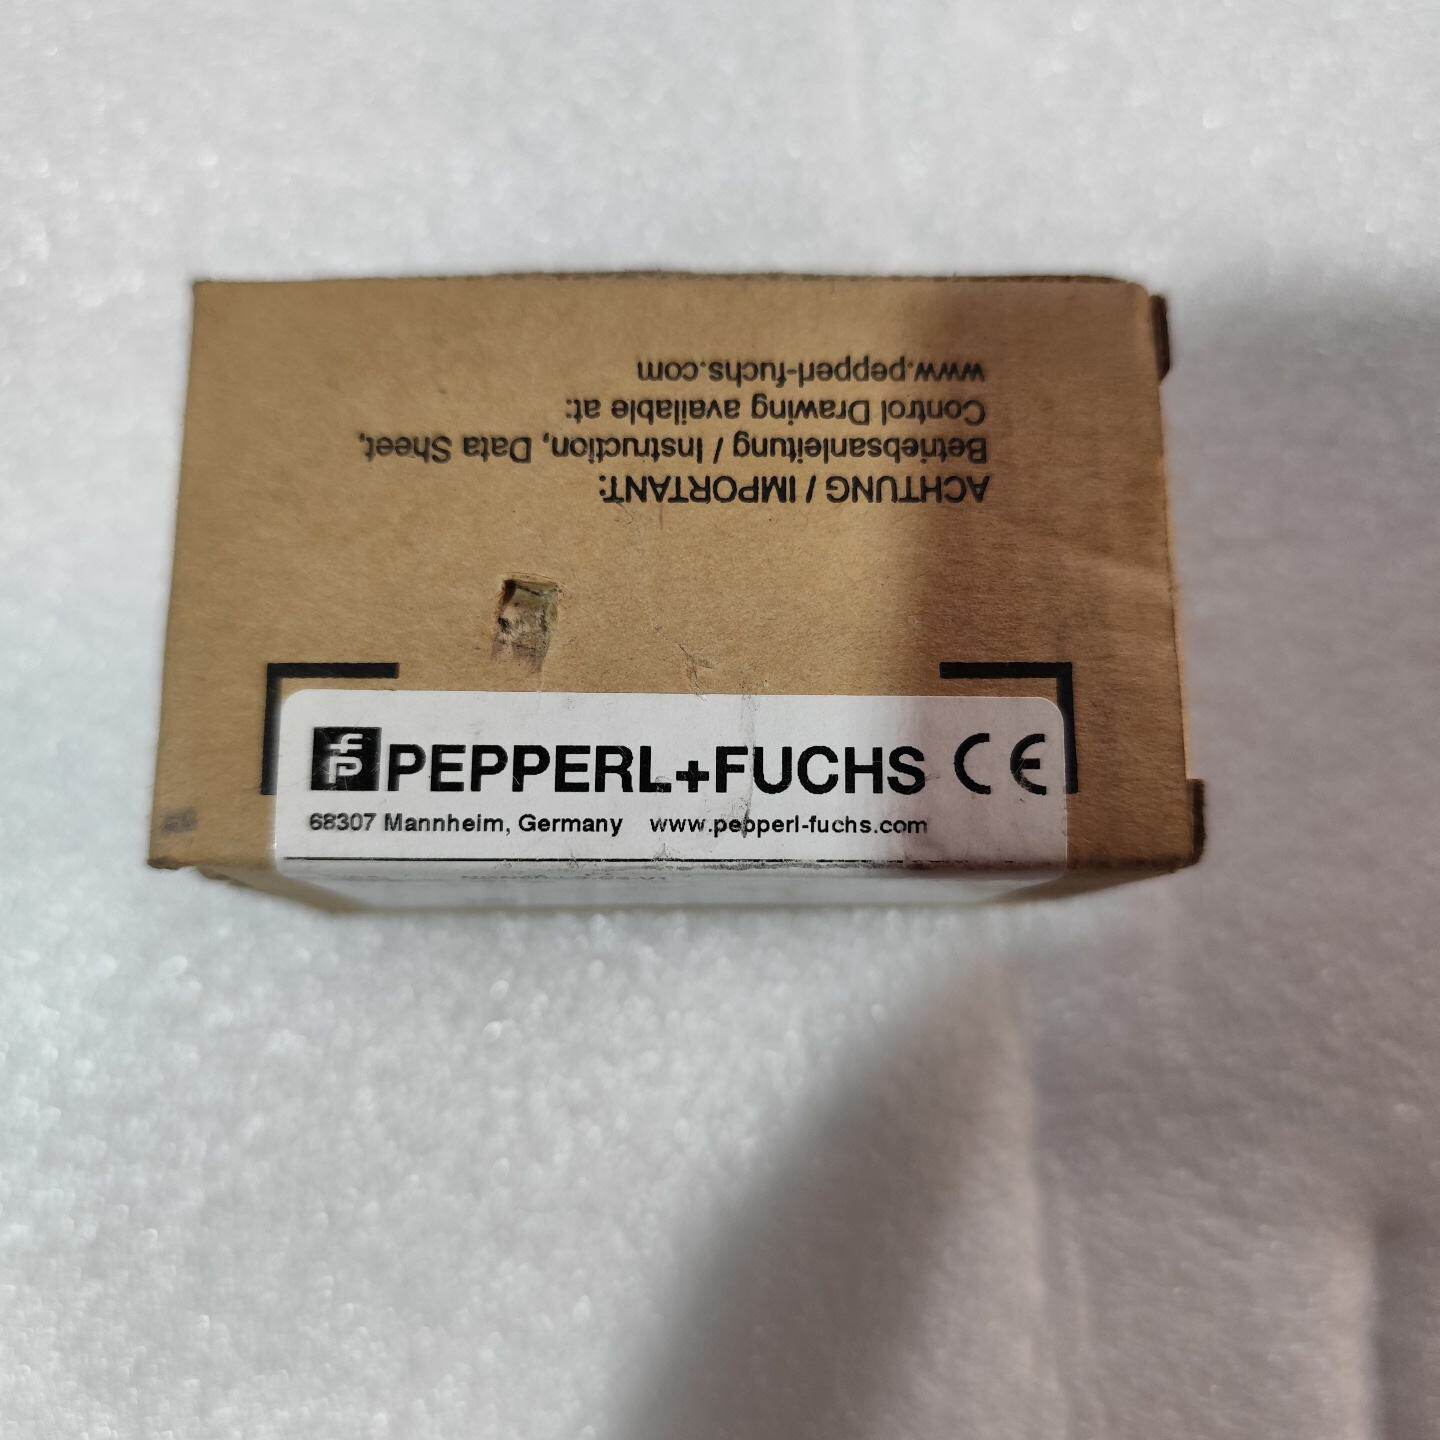 ACHTUNG / IMPORTANT:
Betriebsanleitung / Instruction, Data Sheet,
Control Drawing available at:
www.pepperl-fuchs.com
PEPPERL+FUCHS CE
68307 Mannheim, Germany www.pepperl-fuchs.com